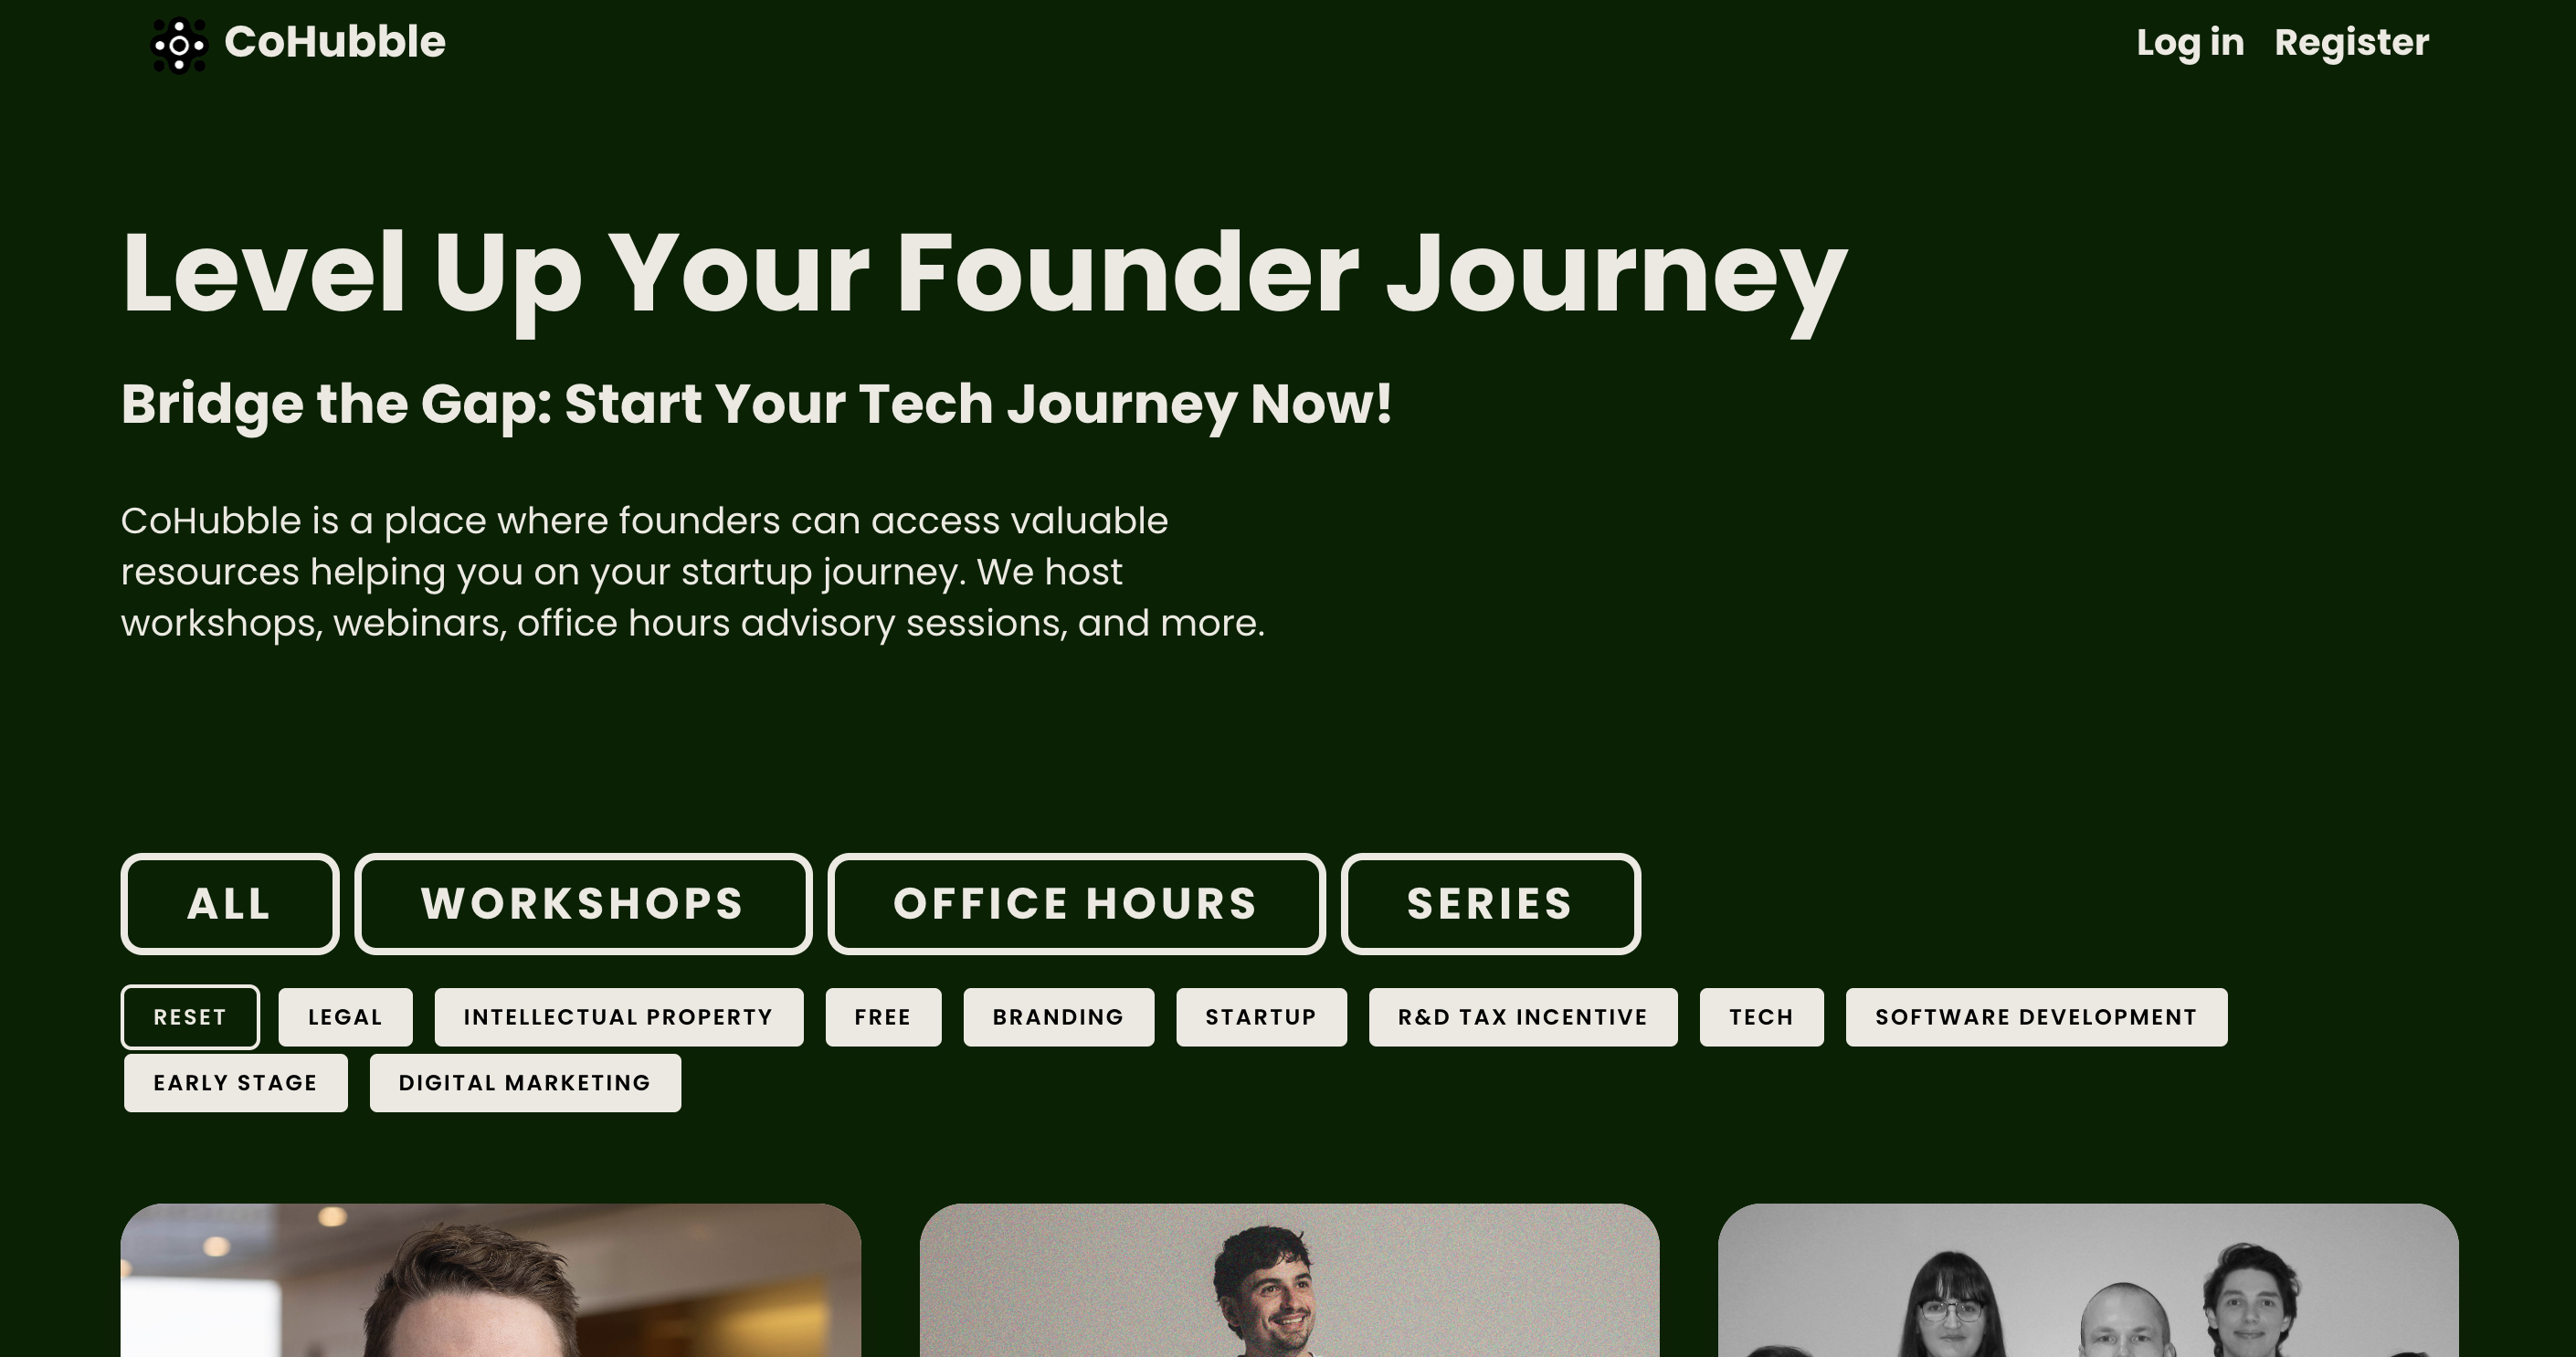 CoHubble
Log in Register
Level Up Your Founder Journey
Bridge the Gap: Start Your Tech Journey Now!
CoHubble is a place where founders can access valuable
resources helping you on your startup journey. We host
workshops, webinars, office hours advisory sessions, and more.
ALL WORKSHOPS OFFICE HOURS SERIES
RESET LEGAL INTELLECTUAL PROPERTY FREE BRANDING STARTUP R&D TAX INCENTIVE TECH SOFTWARE DEVELOPMENT
EARLY STAGE DIGITAL MARKETING